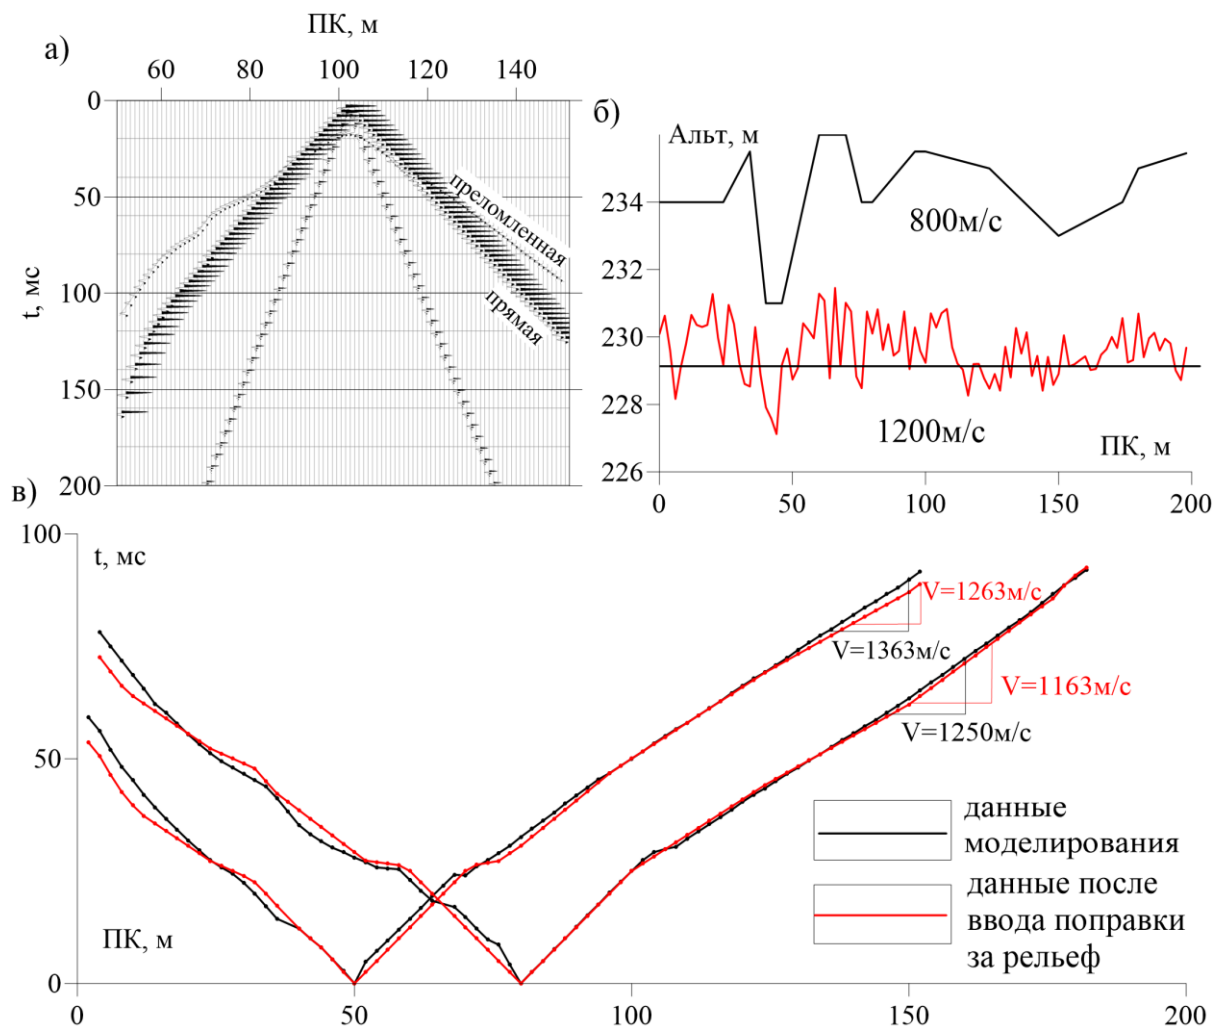 а)
ПК, м
60 80 100 120 140
0
50
100
150
200
t, мс
преломленная
прямая
б)
Альт, м
234
231
230
228
226
800м/с
1200м/с
ПК, м
0 50 100 150 200
в)
100
t, мс
50
0
V=1263м/с
V=1363м/с
V=1163м/с
V=1250м/с
данные
моделирования
данные после
ввода поправки
за рельеф
ПК, м
0 50 100 150 200